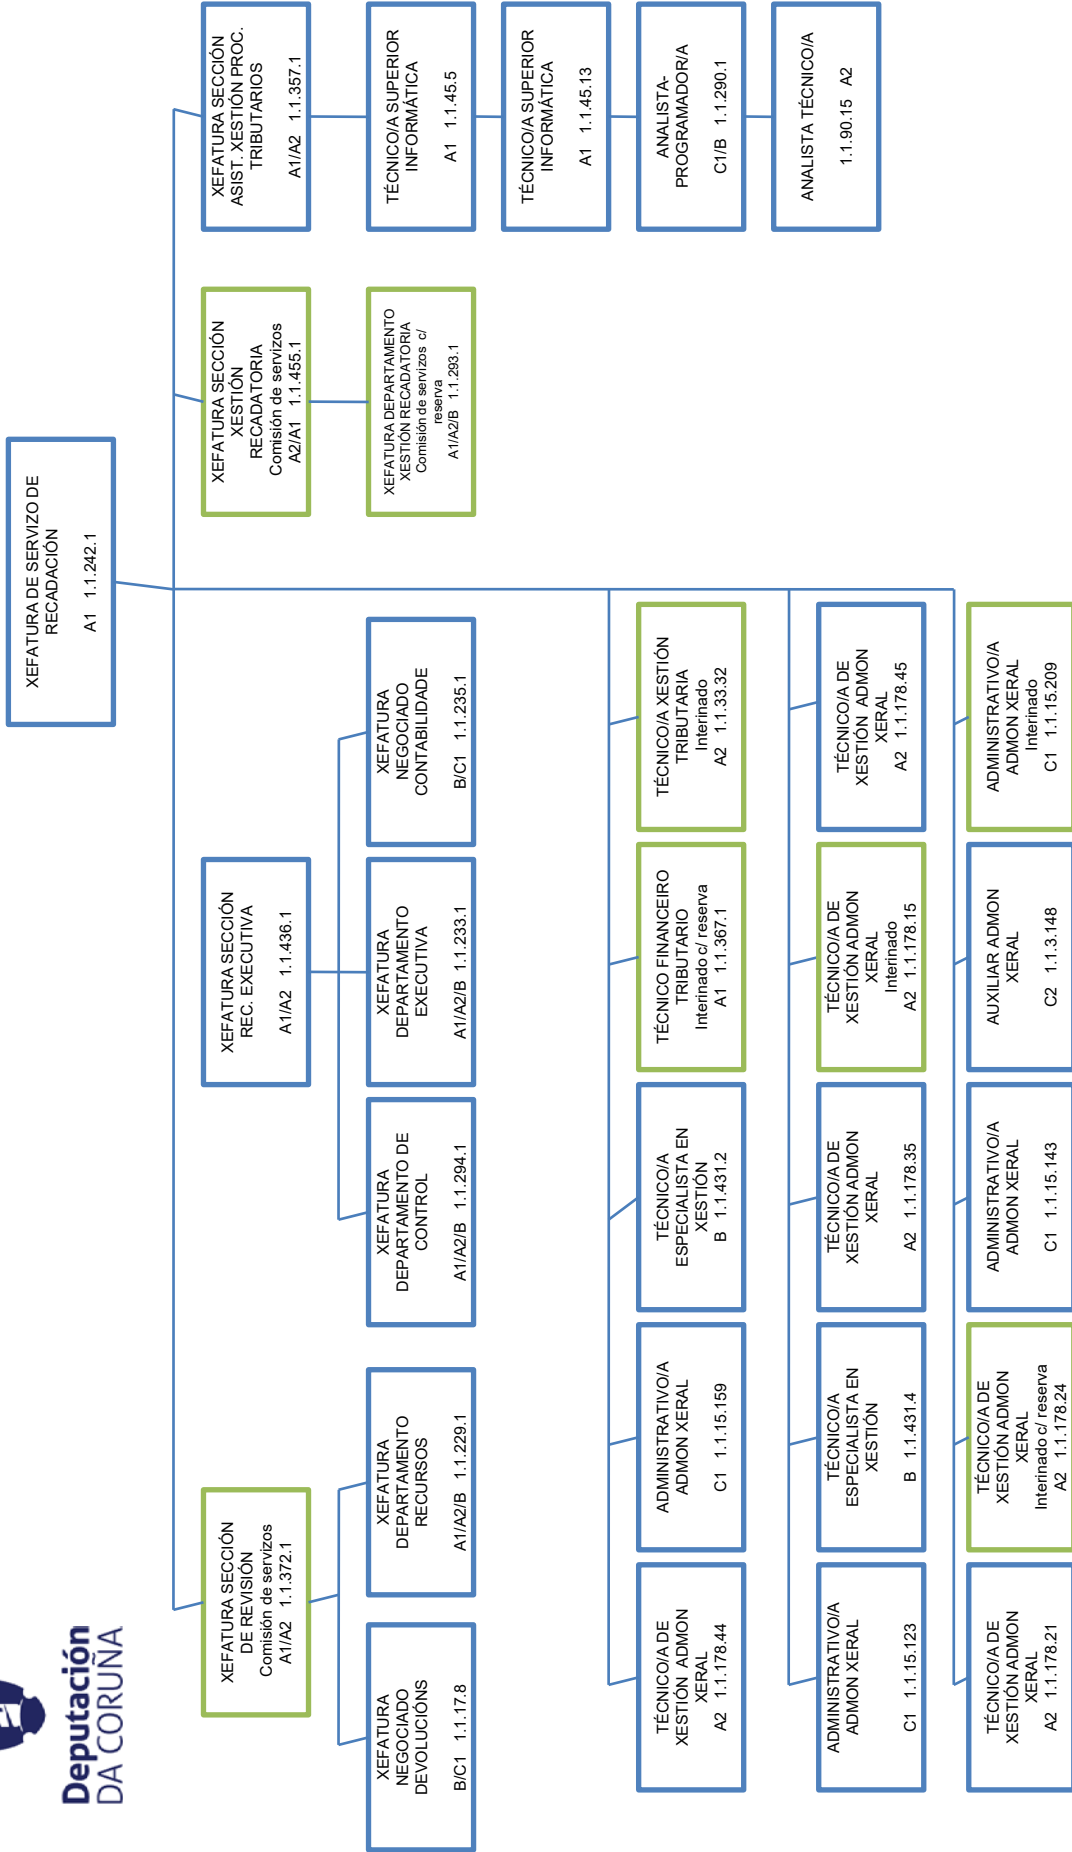 Deputación
DA CORUÑA
XEFATURA DE SERVIZO DE
RECADACIÓN
A1 1.1.242.1
XEFATURA SECCIÓN
DE REVISIÓN
Comisión de servizos
A1/A2 1.1.372.1
XEFATURA SECCIÓN
REC. EXECUTIVA
A1/A2 1.1.436.1
XEFATURA SECCIÓN
XESTIÓN
RECADATORIA
Comisión de servizos
A2/A1 1.1.455.1
XEFATURA SECCIÓN
ASIST. XESTIÓN PROC.
TRIBUTARIOS
A1/A2 1.1.357.1
XEFATURA
NEGOCIADO
DEVOLUCIÓNS
B/C1 1.1.17.8
XEFATURA
DEPARTAMENTO
RECURSOS
A1/A2/B 1.1.229.1
XEFATURA
DEPARTAMENTO DE
CONTROL
A1/A2/B 1.1.294.1
XEFATURA
DEPARTAMENTO
EXECUTIVA
A1/A2/B 1.1.233.1
XEFATURA
NEGOCIADO
CONTABILIDADE
B/C1 1.1.235.1
XEFATURA DEPARTAMENTO
XESTIÓN RECADATORIA
Comisión de servizos c/
reserva
A1/A2/B 1.1.293.1
TÉCNICO/A SUPERIOR
INFORMÁTICA
A1 1.1.45.5
TÉCNICO/A SUPERIOR
INFORMÁTICA
A1 1.1.45.13
ANALISTA-
PROGRAMADOR/A
C1/B 1.1.290.1
ANALISTA TÉCNICO/A
1.1.90.15 A2
TÉCNICO/A DE
XESTIÓN ADMON
XERAL
A2 1.1.178.44
ADMINISTRATIVO/A
ADMON XERAL
C1 1.1.15.159
TÉCNICO/A
ESPECIALISTA EN
XESTIÓN
B 1.1.431.2
TÉCNICO FINANCEIRO
TRIBUTARIO
Interinado c/ reserva
A1 1.1.367.1
TÉCNICO/A XESTIÓN
TRIBUTARIA
Interinado
A2 1.1.33.32
ADMINISTRATIVO/A
ADMON XERAL
C1 1.1.15.123
TÉCNICO/A
ESPECIALISTA EN
XESTIÓN
B 1.1.431.4
TÉCNICO/A DE
XESTIÓN ADMON
XERAL
A2 1.1.178.35
TÉCNICO/A DE
XESTIÓN ADMON
XERAL
Interinado
A2 1.1.178.15
TÉCNICO/A DE
XESTIÓN ADMON
XERAL
A2 1.1.178.45
TÉCNICO/A DE
XESTIÓN ADMON
XERAL
A2 1.1.178.21
TÉCNICO/A DE
XESTIÓN ADMON
XERAL
Interinado c/ reserva
A2 1.1.178.24
ADMINISTRATIVO/A
ADMON XERAL
C1 1.1.15.143
AUXILIAR ADMON
XERAL
C2 1.1.3.148
ADMINISTRATIVO/A
ADMON XERAL
Interinado
C1 1.1.15.209